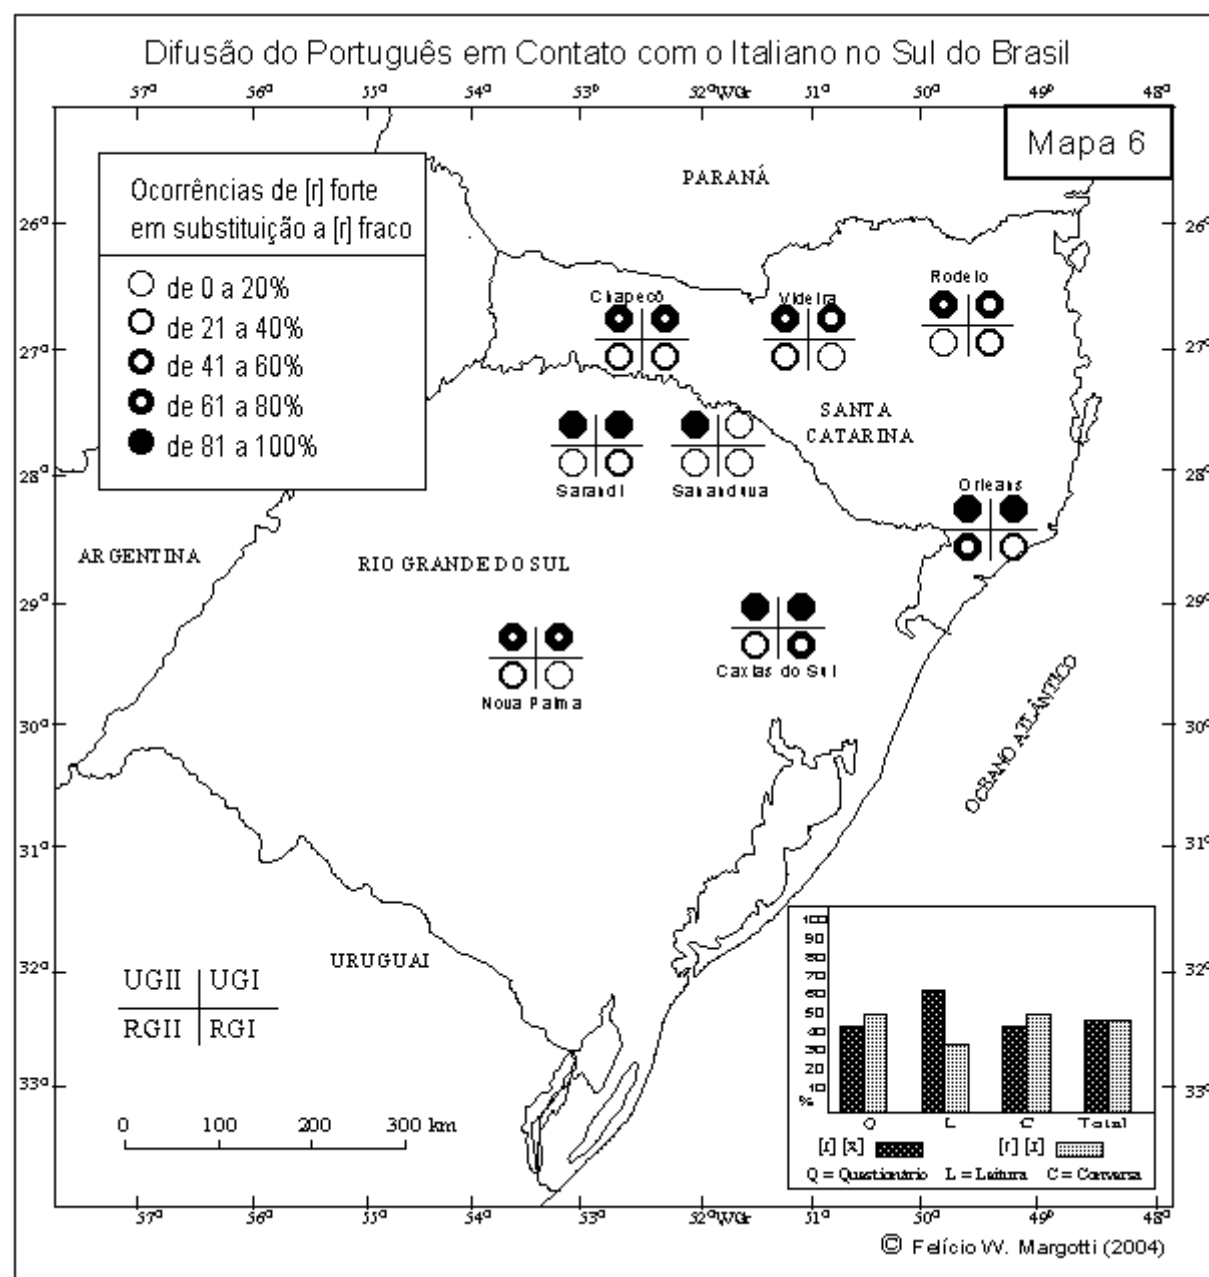 Difusão do Português em Contato com o Italiano no Sul do Brasil
57º 56º 55º 54º 53º 52ºWGr 51º 50º 49º 48º
Mapa 6
Ocorrências de [r] forte
em substituição a [r] fraco
de 0 a 20%
de 21 a 40%
de 41 a 60%
de 61 a 80%
de 81 a 100%
PARANÁ
26º 26º
Rodeio
Chapecó Videira
27º 27º
SANTA
CATARINA
28º 28º
Sarandi Sananduva
Orleans
ARGENTINA
RIO GRANDE DO SUL
29º 29º
Caxias do Sul
Nova Palma
OCEANO ATLÂNTICO
30º 30º
31º 31º
URUGUAI
32º 32º
UGII UGI
RGII RGI
33º 33º
0 100 200 300 km
100
90
80
70
60
50
40
30
20
10
%
Q L C Total
Q = Questionário L = Leitura C = Conversa
57º 56º 55º 54º 53º 52ºWGr 51º 50º 49º 48º
© Felício W. Margotti (2004)